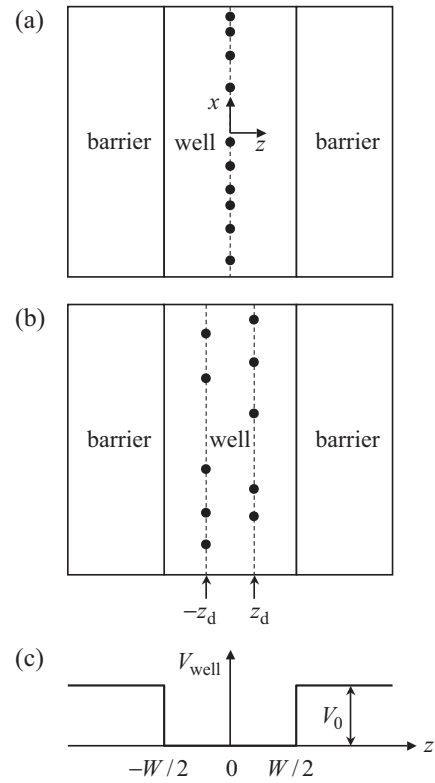 (a)
x
barrier well z barrier
(b)
barrier well barrier
−z_d z_d
(c)
V_well
V_0
z
−W/2 0 W/2